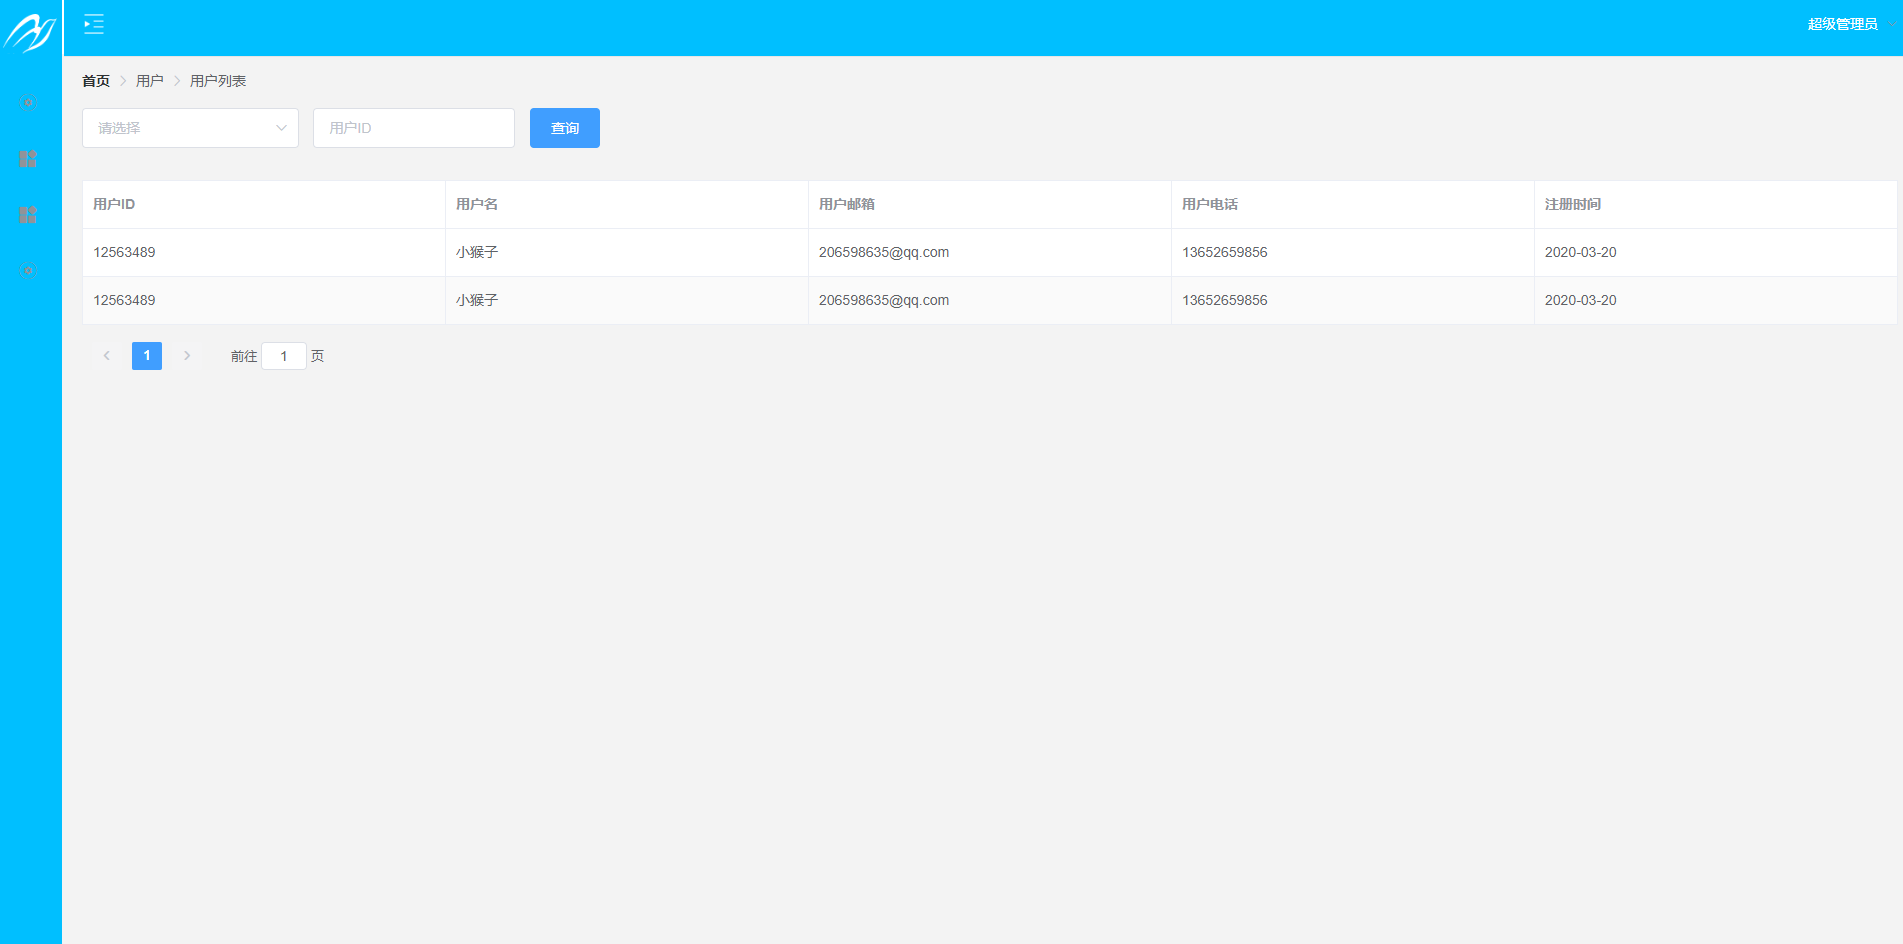 超级管理员
首页 用户 用户列表
请选择 用户ID 查询
用户ID 用户名 用户邮箱 用户电话 注册时间
12563489 小猴子 206598635@qq.com 13652659856 2020-03-20
12563489 小猴子 206598635@qq.com 13652659856 2020-03-20
1 前往 1 页